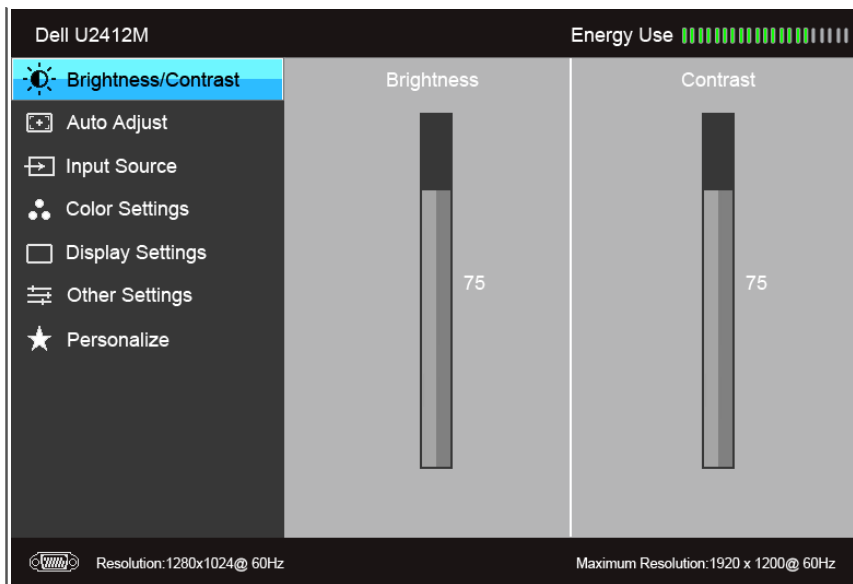 Dell U2412M
Energy Use
Brightness/Contrast
Auto Adjust
Input Source
Color Settings
Display Settings
Other Settings
Personalize
Brightness
75
Contrast
75
Resolution:1280x1024@ 60Hz
Maximum Resolution:1920 x 1200@ 60Hz